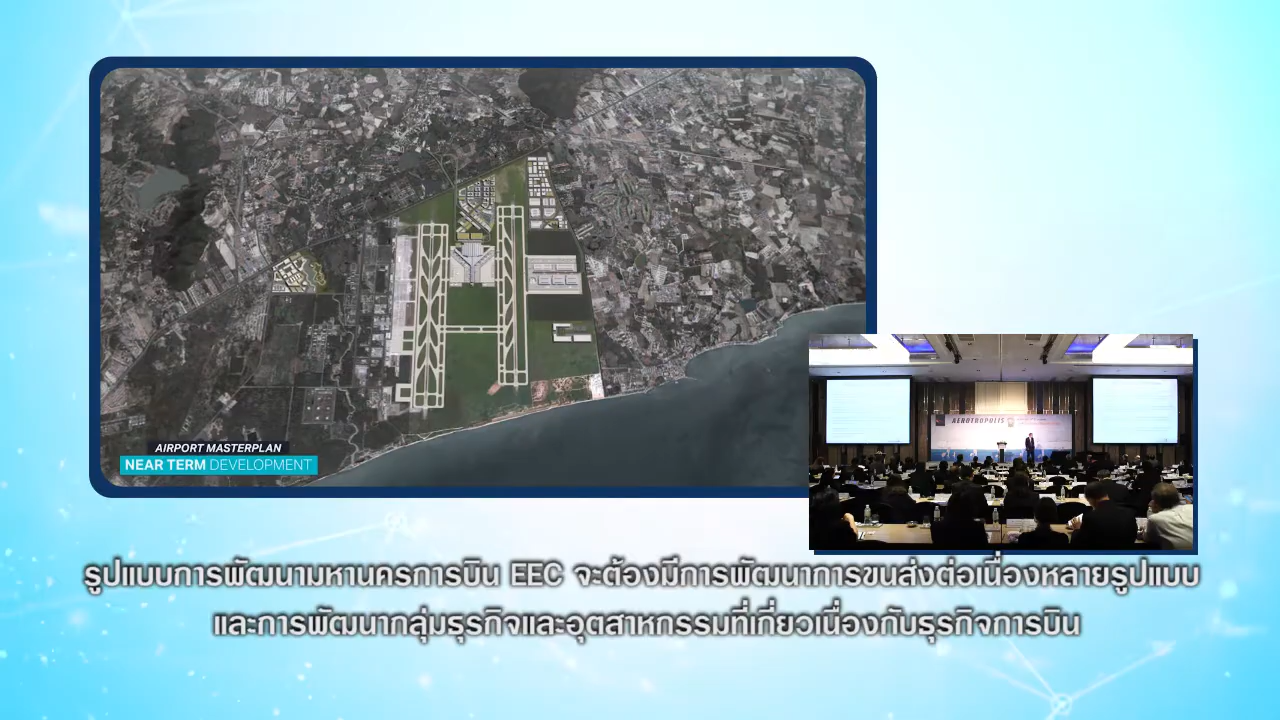 AIRPORT MASTERPLAN
NEAR TERM DEVELOPMENT
AEROTROPOLIS
รูปแบบการพัฒนามหานครการบิน EEC จะต้องมีการพัฒนาการขนส่งต่อเนื่องหลายรูปแบบ
และการพัฒนากลุ่มธุรกิจและอุตสาหกรรมที่เกี่ยวเนื่องกับธุรกิจการบิน